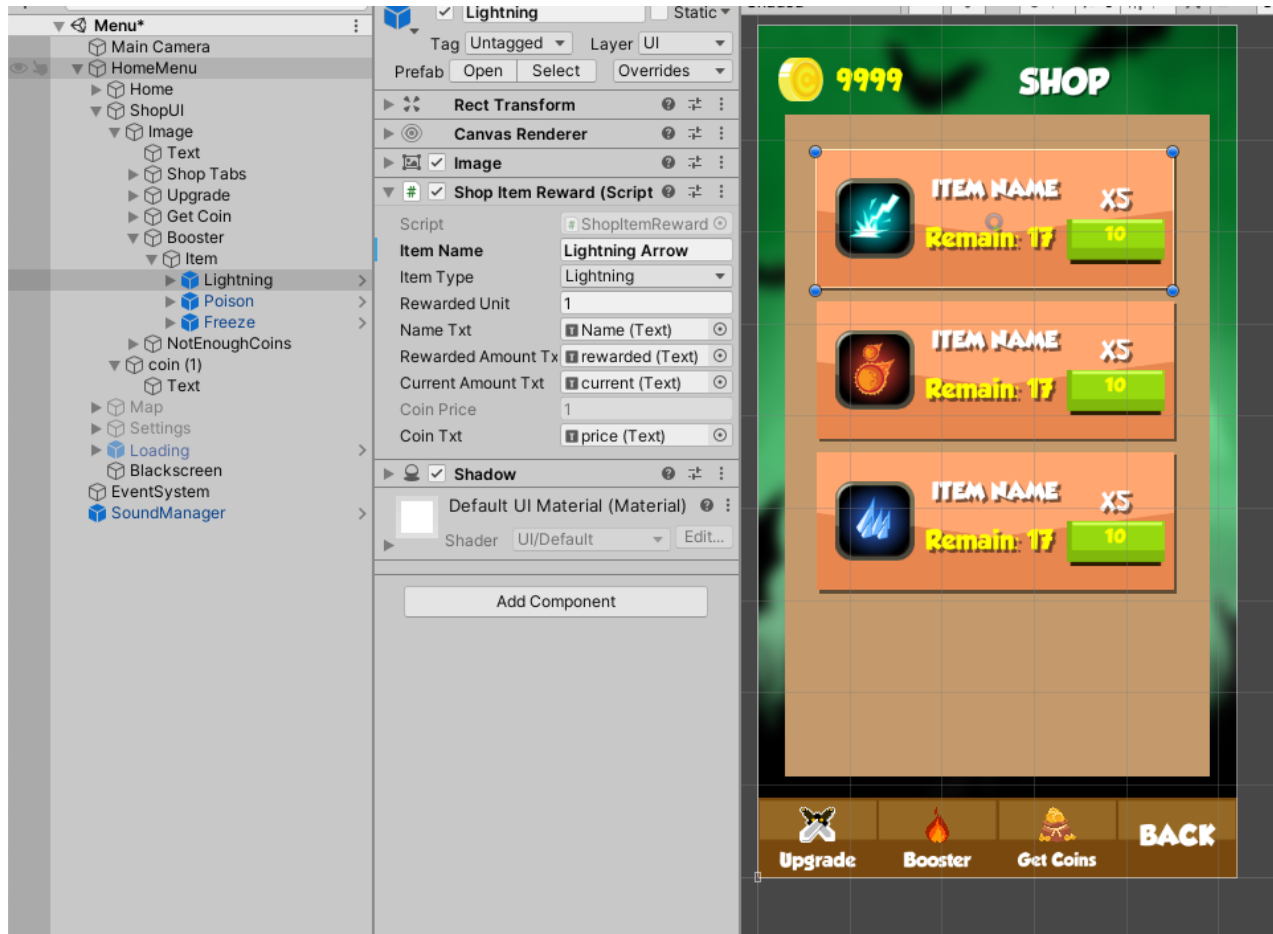 Menu*
Main Camera
HomeMenu
Home
ShopUI
Image
Text
Shop Tabs
Upgrade
Get Coin
Booster
Item
Lightning
Poison
Freeze
NotEnoughCoins
coin (1)
Text
Map
Settings
Loading
Blackscreen
EventSystem
SoundManager
Lightning
Static
Tag Untagged Layer UI
Prefab Open Select Overrides
Rect Transform
Canvas Renderer
Image
# Shop Item Reward (Script
Script # ShopItemReward
Item Name Lightning Arrow
Item Type Lightning
Rewarded Unit 1
Name Txt Name (Text)
Rewarded Amount Tx rewarded (Text)
Current Amount Txt current (Text)
Coin Price 1
Coin Txt price (Text)
Shadow
Default UI Material (Material)
Shader UI/Default Edit...
Add Component
9999 SHOP
ITEM NAME X5
Remain: 17 10
ITEM NAME X5
Remain: 17 10
ITEM NAME X5
Remain: 17 10
Upgrade Booster Get Coins BACK